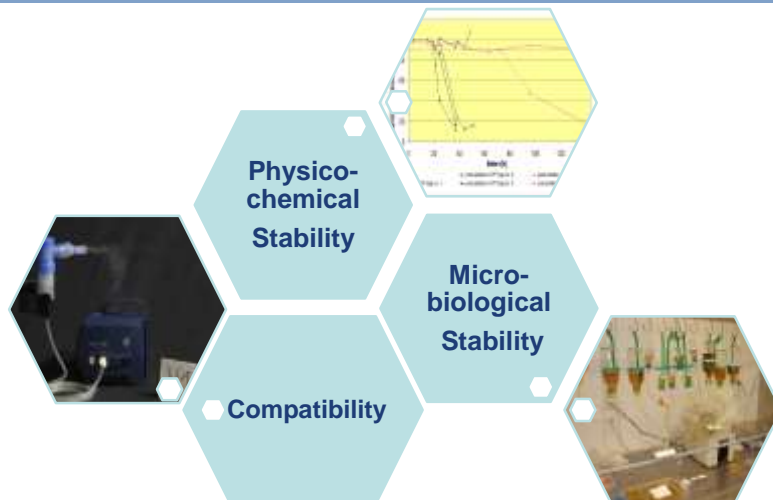 Physico-
chemical
Stability
Micro-
biological
Stability
Compatibility